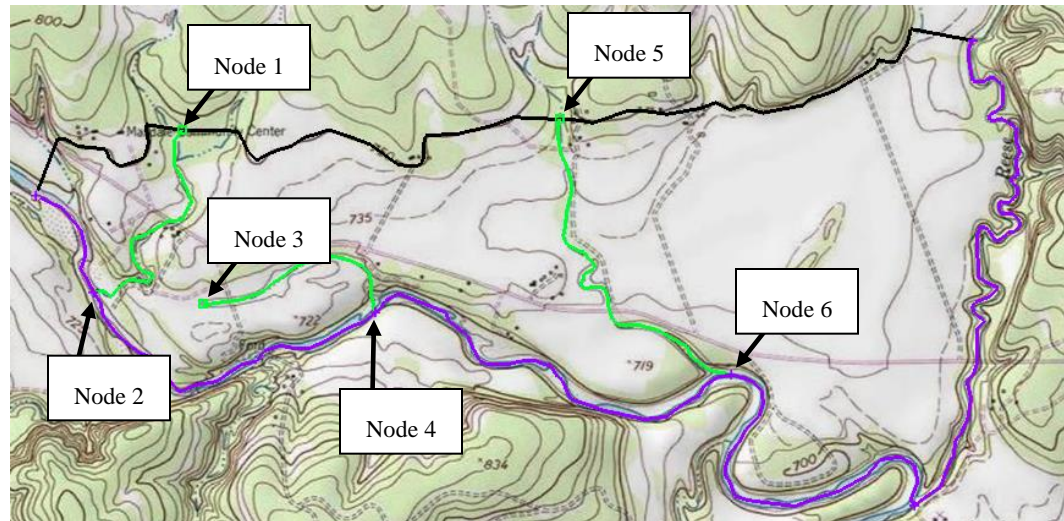 800
Node 1
Node 5
Community Center
Reese
735
Node 3
Node 6
722
719
Node 2
Node 4
834
700